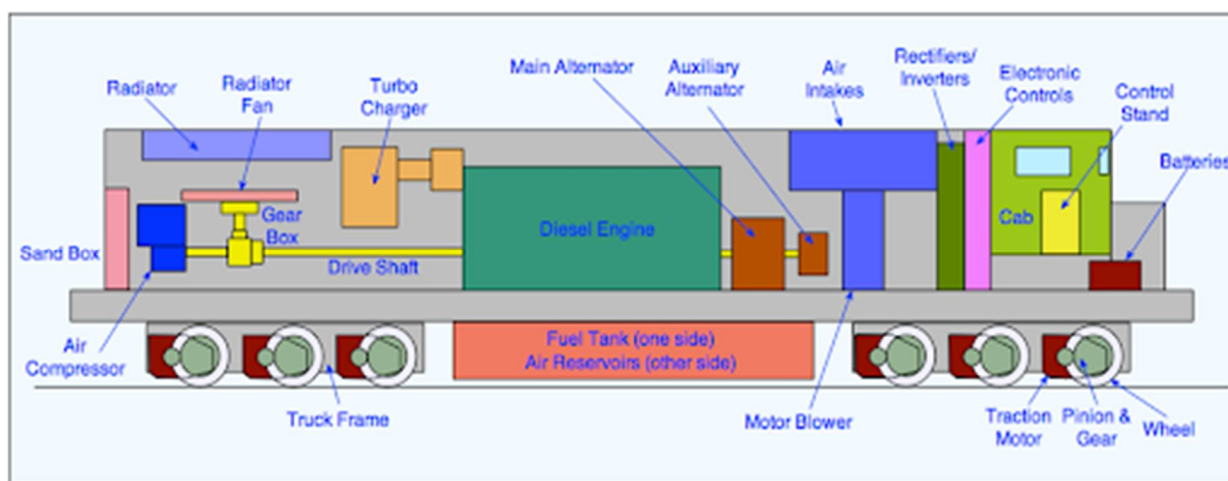 Radiator
Radiator
Fan
Turbo
Charger
Main Alternator
Auxiliary
Alternator
Air
Intakes
Rectifiers/
Inverters
Electronic
Controls
Control
Stand
Batteries
Sand Box
Gear
Box
Drive Shaft
Diesel Engine
Cab
Air
Compressor
Fuel Tank (one side)
Air Reservoirs (other side)
Truck Frame
Motor Blower
Traction
Motor
Pinion &
Gear
Wheel